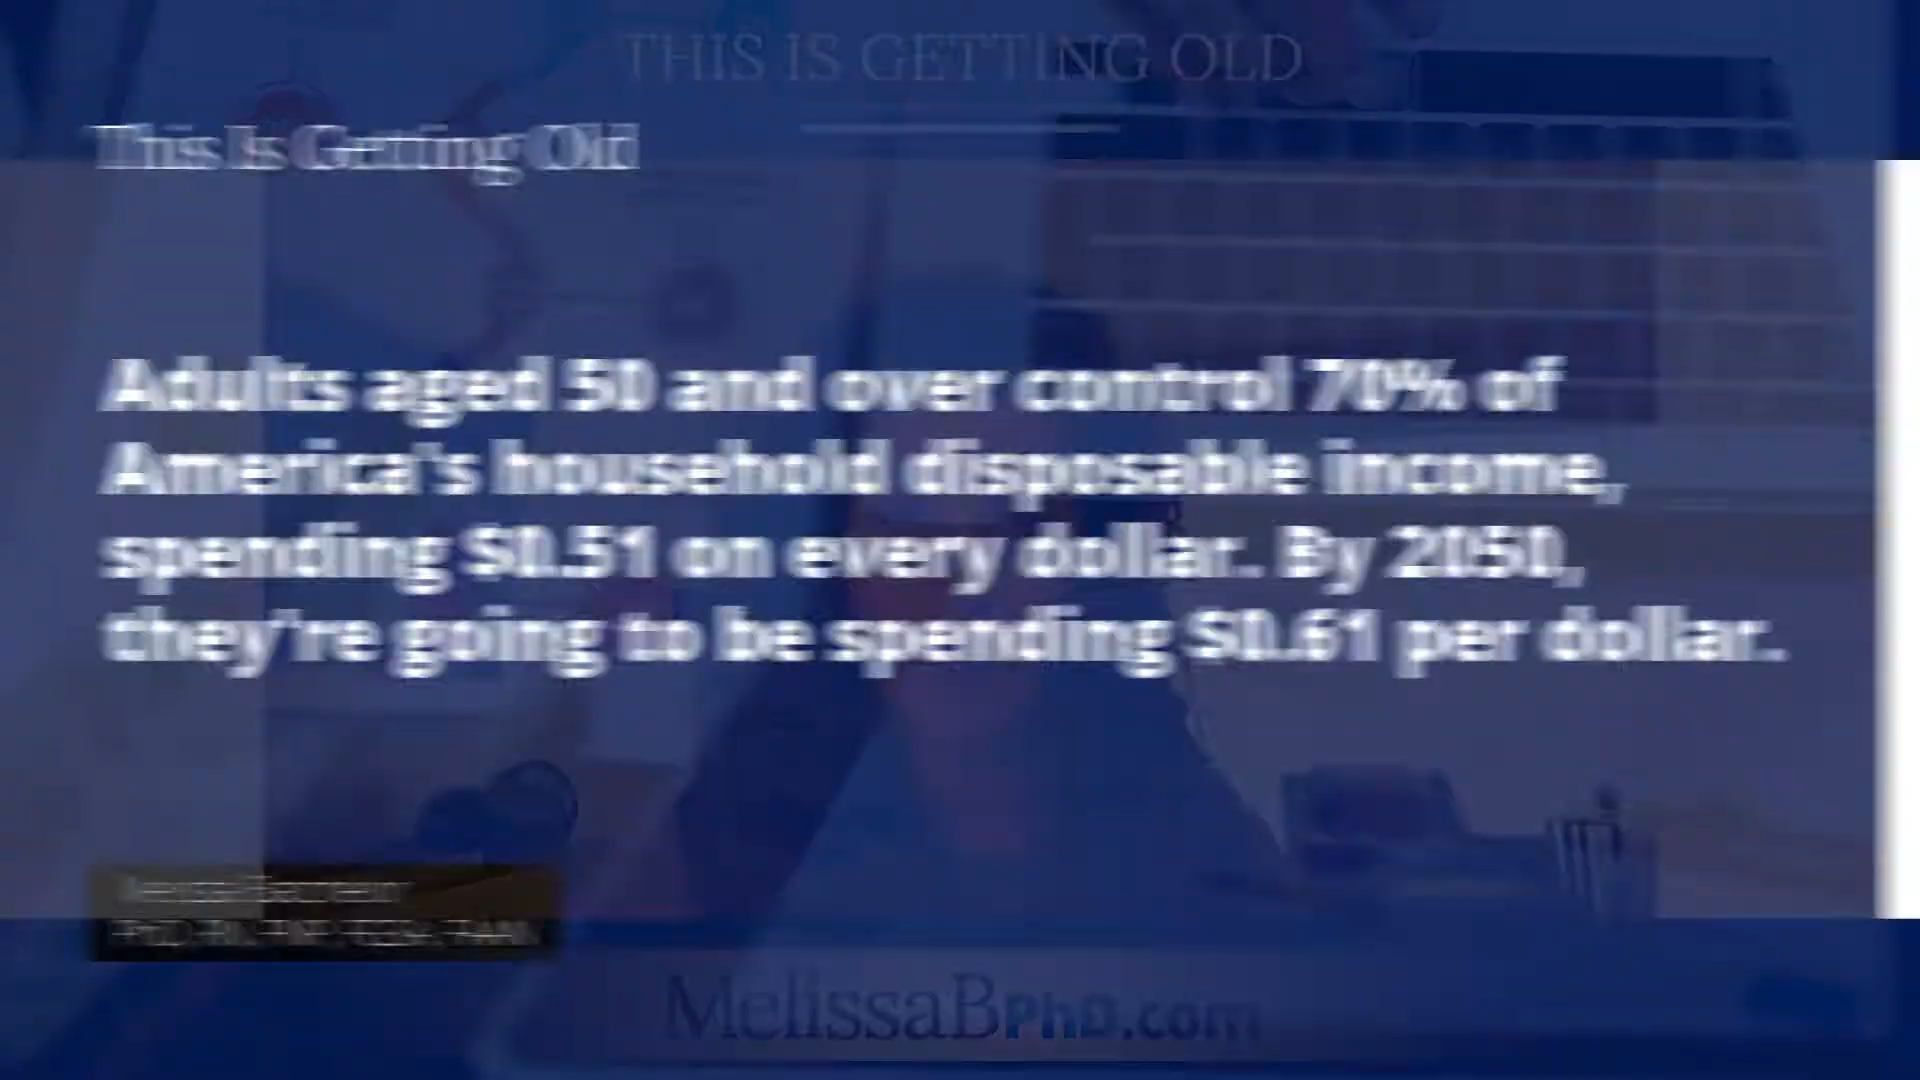 THIS IS GETTING OLD
This Is Getting Old
Adults aged 50 and over control 70% of
America's household disposable income,
spending $0.51 on every dollar. By 2050,
they're going to be spending $0.61 per dollar.
MelissaBPhD.com